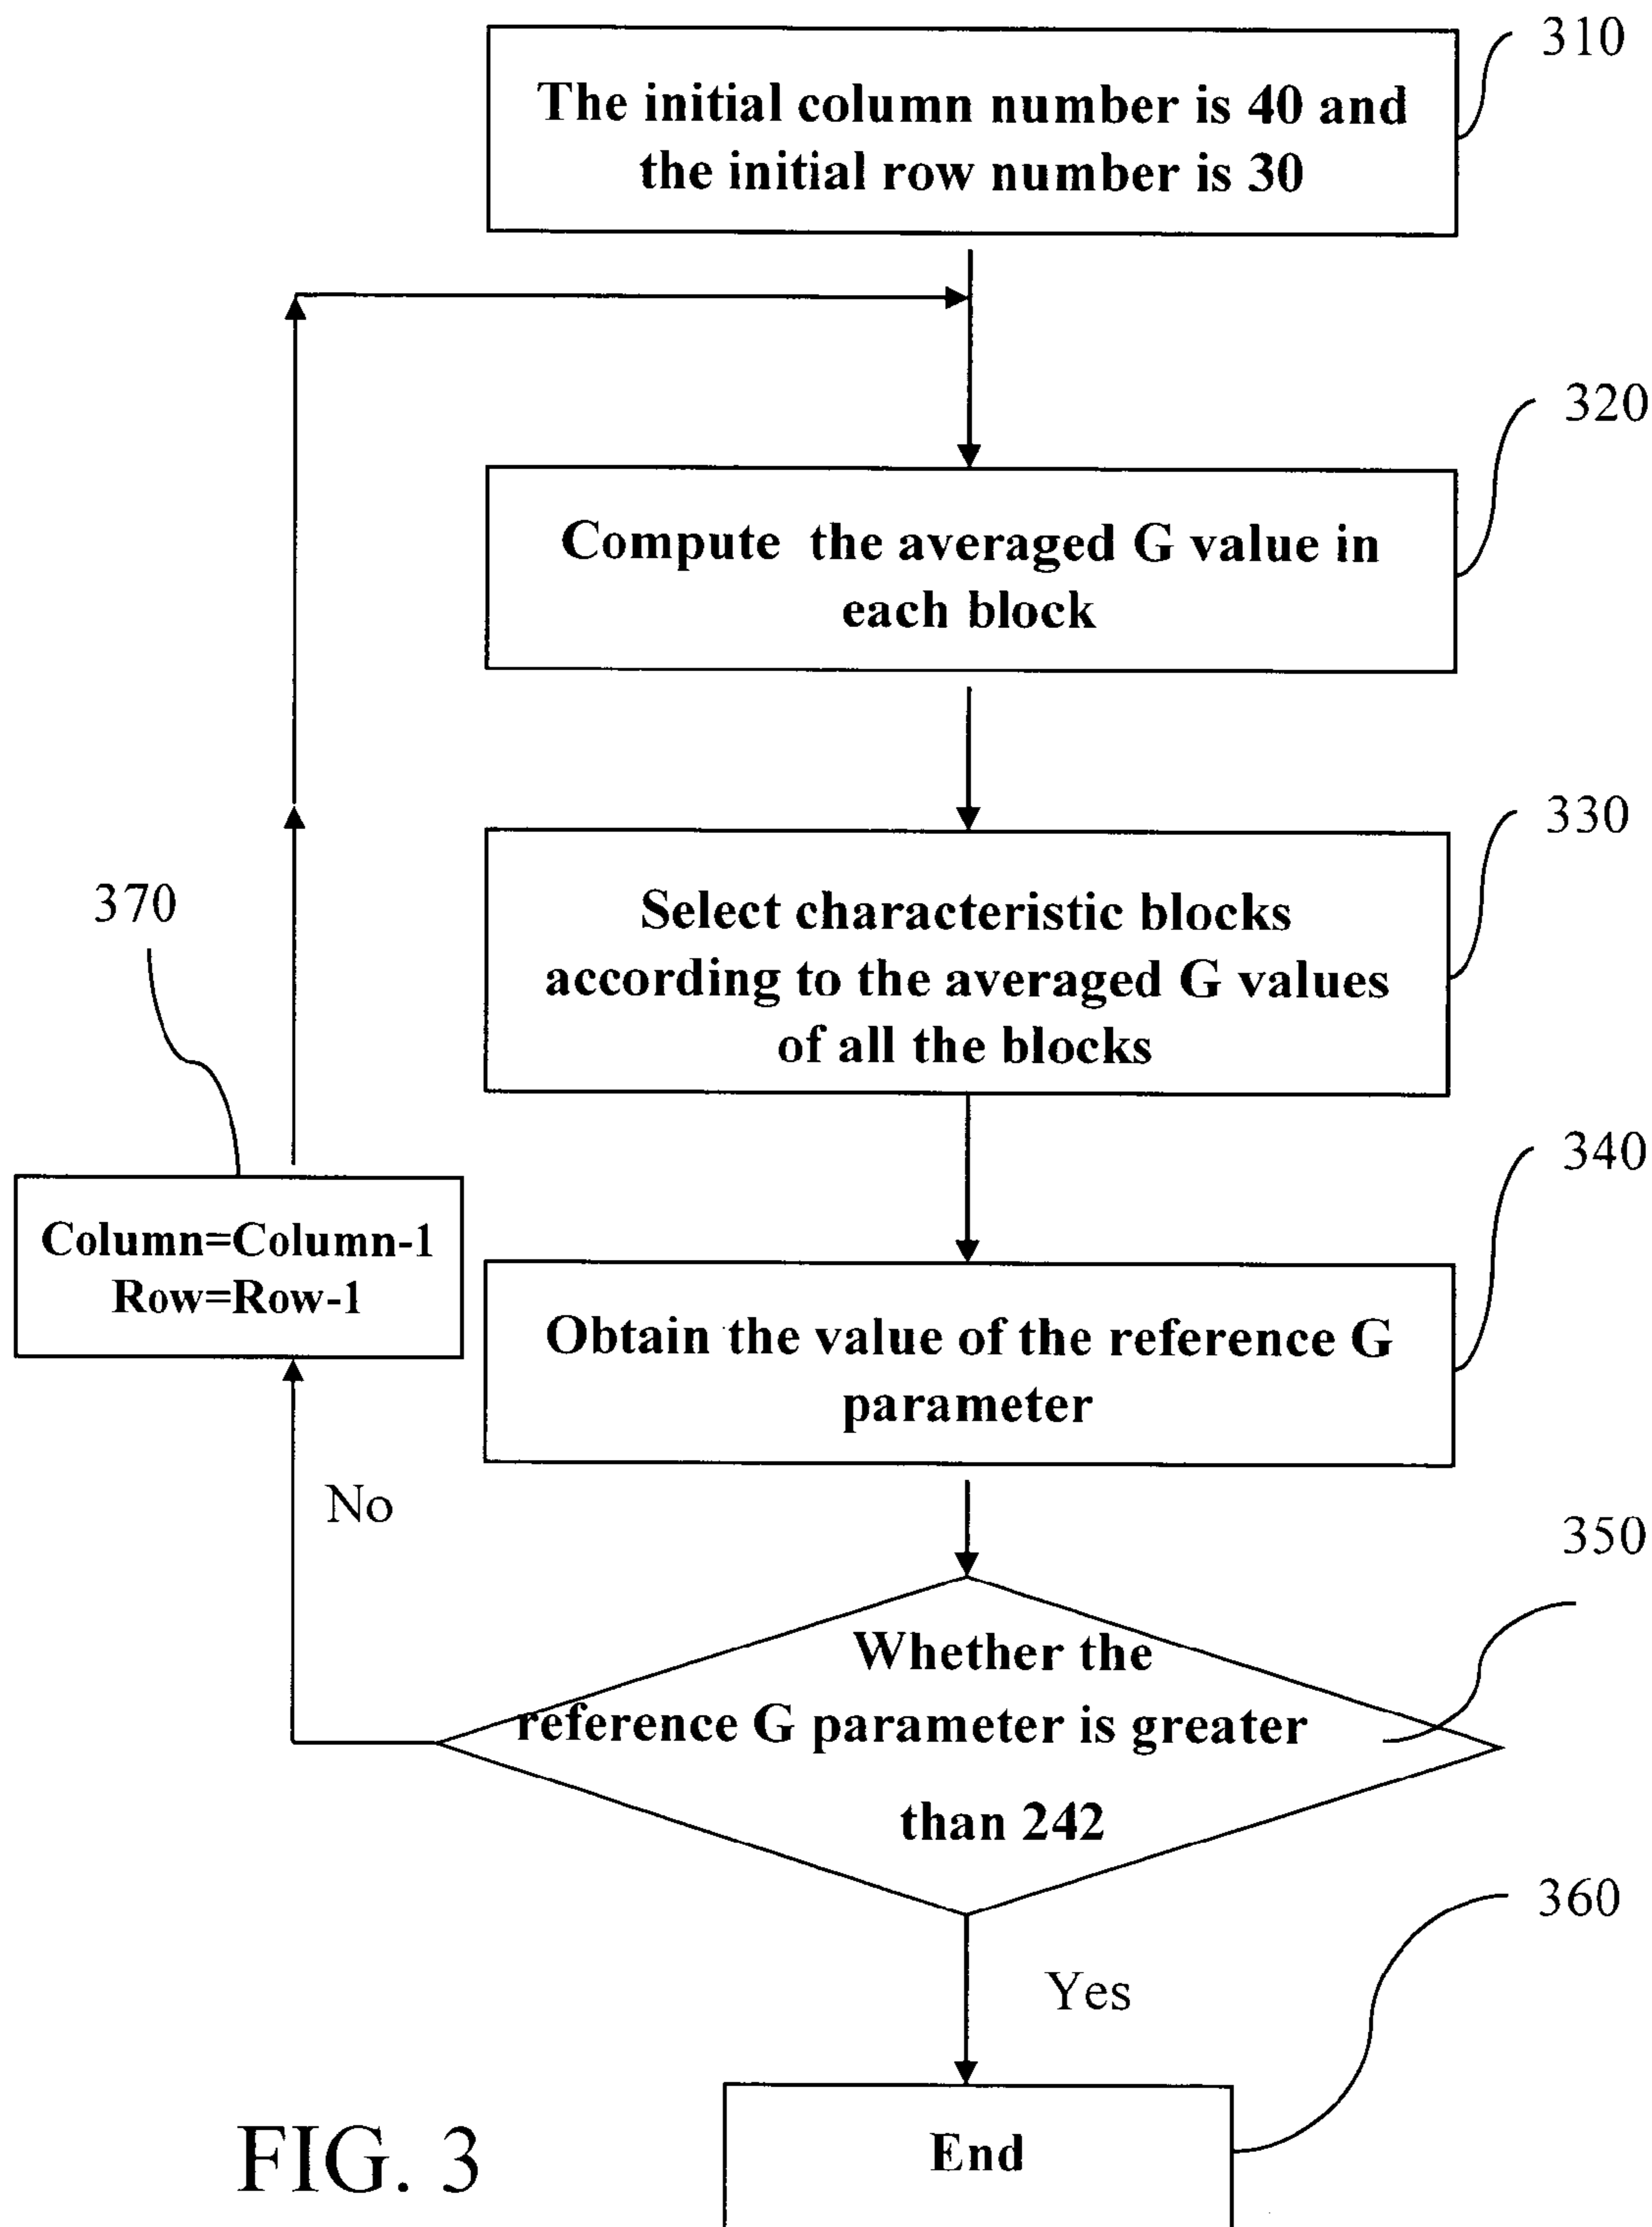 310
The initial column number is 40 and
the initial row number is 30
320
Compute the averaged G value in
each block
330
Select characteristic blocks
according to the averaged G values
of all the blocks
370
340
Column=Column-1
Row=Row-1
Obtain the value of the reference G
parameter
No
350
Whether the
reference G parameter is greater
than 242
360
Yes
End
FIG. 3